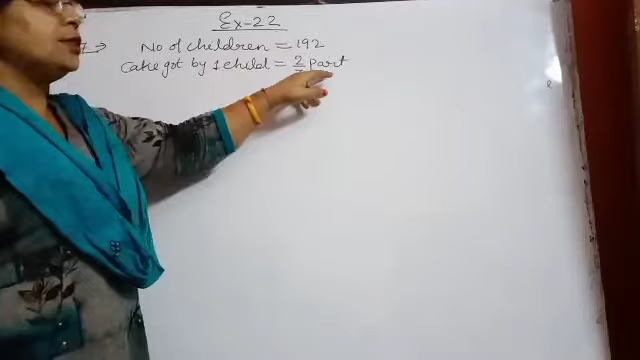 Ex-22
No of children = 192
Cake got by 1 child = 2 Part